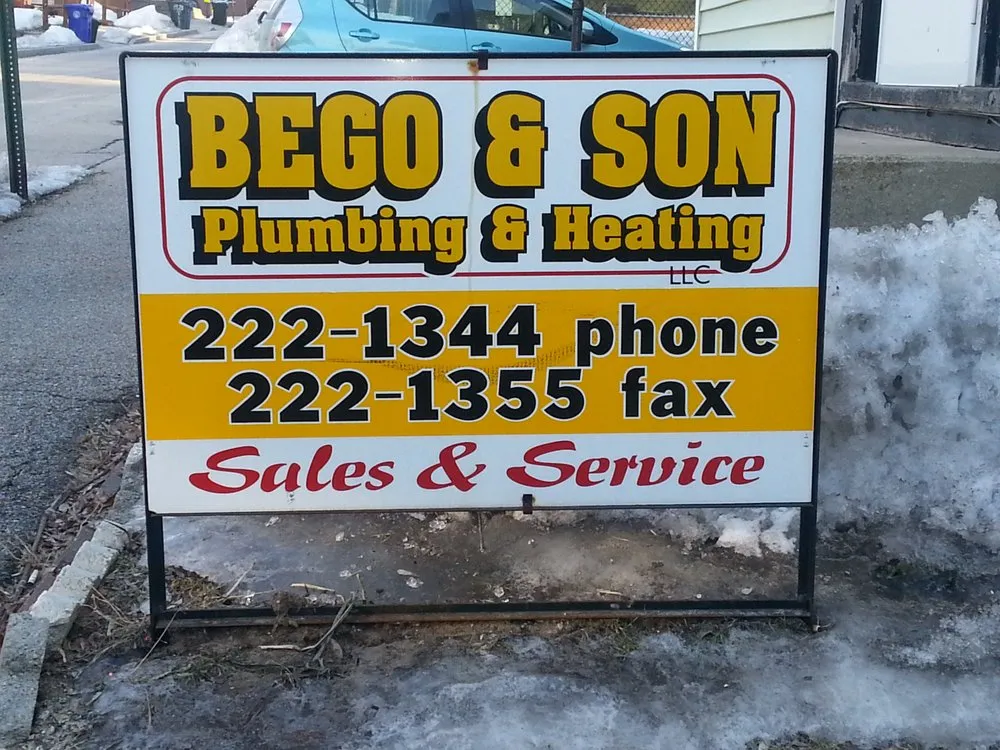 BEGO & SON
Plumbing & Heating
LLC
222-1344 phone
222-1355 fax
Sales & Service